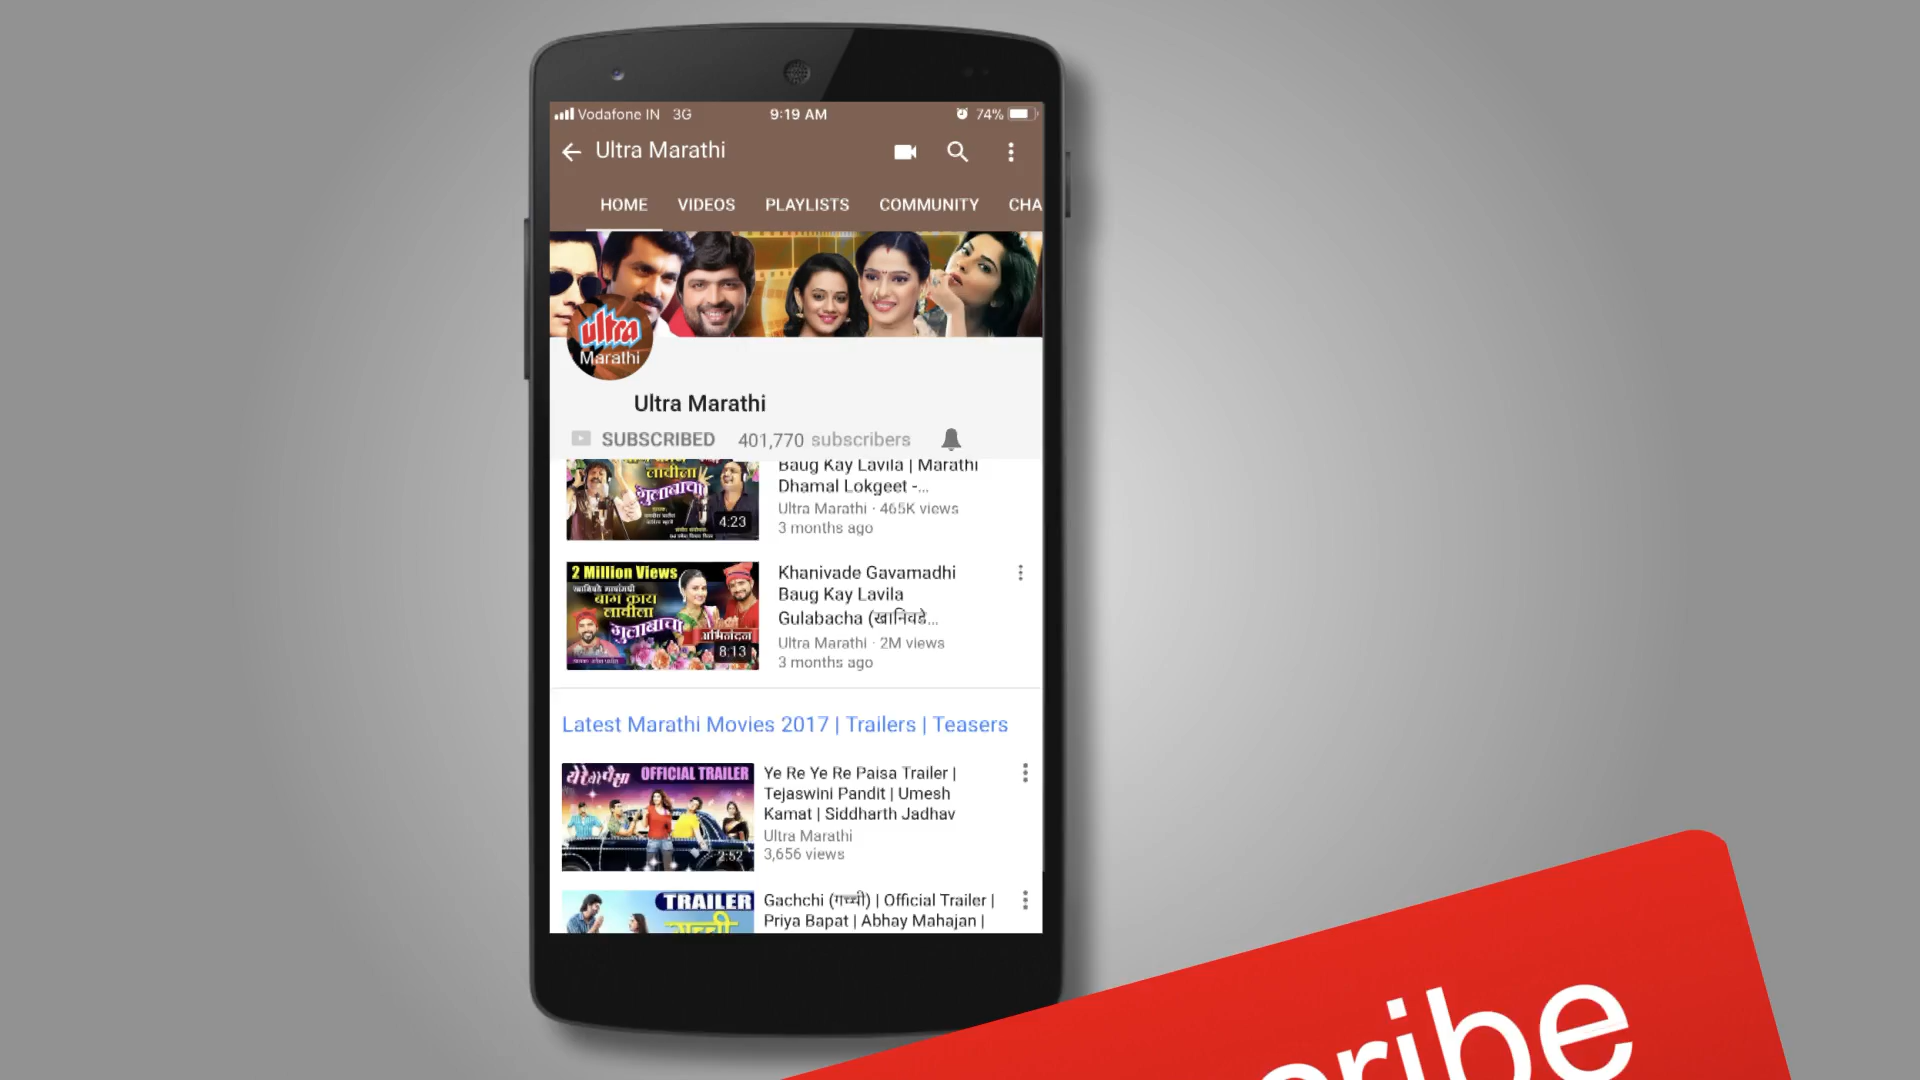 Vodafone IN 3G 9:19 AM 74%
Ultra Marathi
HOME VIDEOS PLAYLISTS COMMUNITY CHA
ultra
Marathi
Ultra Marathi
SUBSCRIBED 401,770 subscribers
लावीला
गुलाबाचा
4:23
Baug Kay Lavila | Marathi
Dhamal Lokgeet -...
Ultra Marathi · 465K views
3 months ago
2 Million Views
बाग काय
लावीला
गुलाबाचा
अभिनंदन
8:13
Khanivade Gavamadhi
Baug Kay Lavila
Gulabacha (खानिवडे...
Ultra Marathi · 2M views
3 months ago
Latest Marathi Movies 2017 | Trailers | Teasers
OFFICIAL TRAILER
2:52
Ye Re Ye Re Paisa Trailer |
Tejaswini Pandit | Umesh
Kamat | Siddharth Jadhav
Ultra Marathi
3,656 views
TRAILER
गच्ची
Gachchi (गच्ची) | Official Trailer |
Priya Bapat | Abhay Mahajan |
cribe